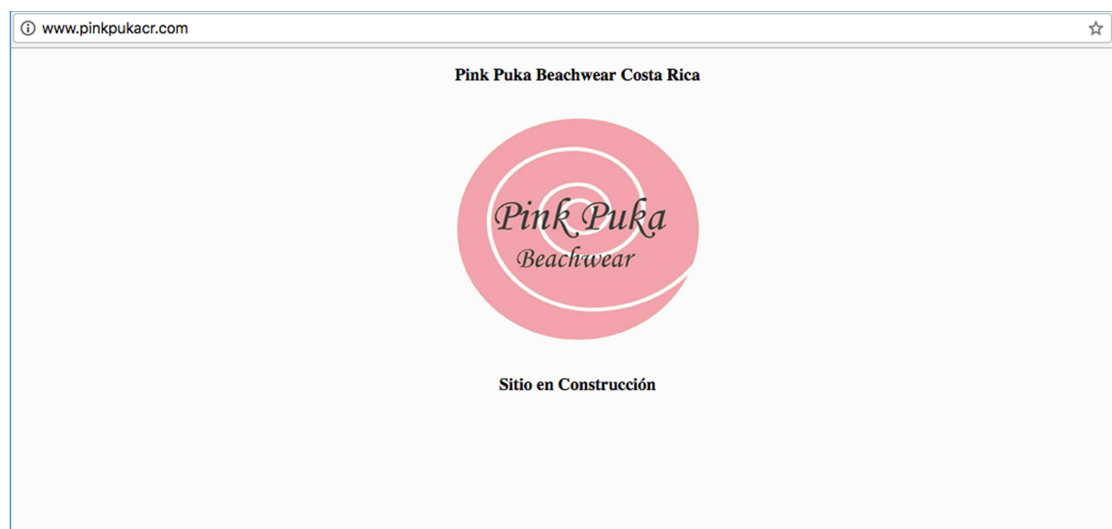 www.pinkpukacr.com
Pink Puka Beachwear Costa Rica
Pink Puka
Beachwear
Sitio en Construcción